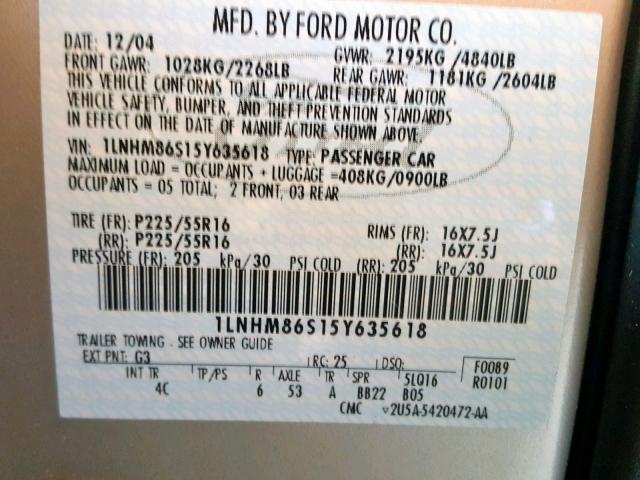 MFD. BY FORD MOTOR CO.
DATE: 12/04 GVWR: 2195KG /4840LB
FRONT GAWR: 1028KG/2268LB REAR GAWR: 1181KG /2604LB
THIS VEHICLE CONFORMS TO ALL APPLICABLE FEDERAL MOTOR
VEHICLE SAFETY, BUMPER, AND THEFT PREVENTION STANDARDS
IN EFFECT ON THE DATE OF MANUFACTURE SHOWN ABOVE.
VIN: 1LNHM86S15Y635618 TYPE: PASSENGER CAR
MAXIMUM LOAD = OCCUPANTS + LUGGAGE =408KG/0900LB
OCCUPANTS = 05 TOTAL; 2 FRONT, 03 REAR
TIRE (FR): P225/55R16 RIMS (FR): 16X7.5J
(RR): P225/55R16 (RR): 16X7.5J
PRESSURE (FR): 205 kPa/30 PSI COLD (RR): 205 kPa/30 PSI COLD
1LNHM86S15Y635618
TRAILER TOWING - SEE OWNER GUIDE
EXT PNT: G3 RC: 25 DSO: F0089
INT TR TP/PS R AXLE TR SPR 5LQ16 R0101
4C 6 53 A BB22 B05
CMC 2U5A-5420472-AA